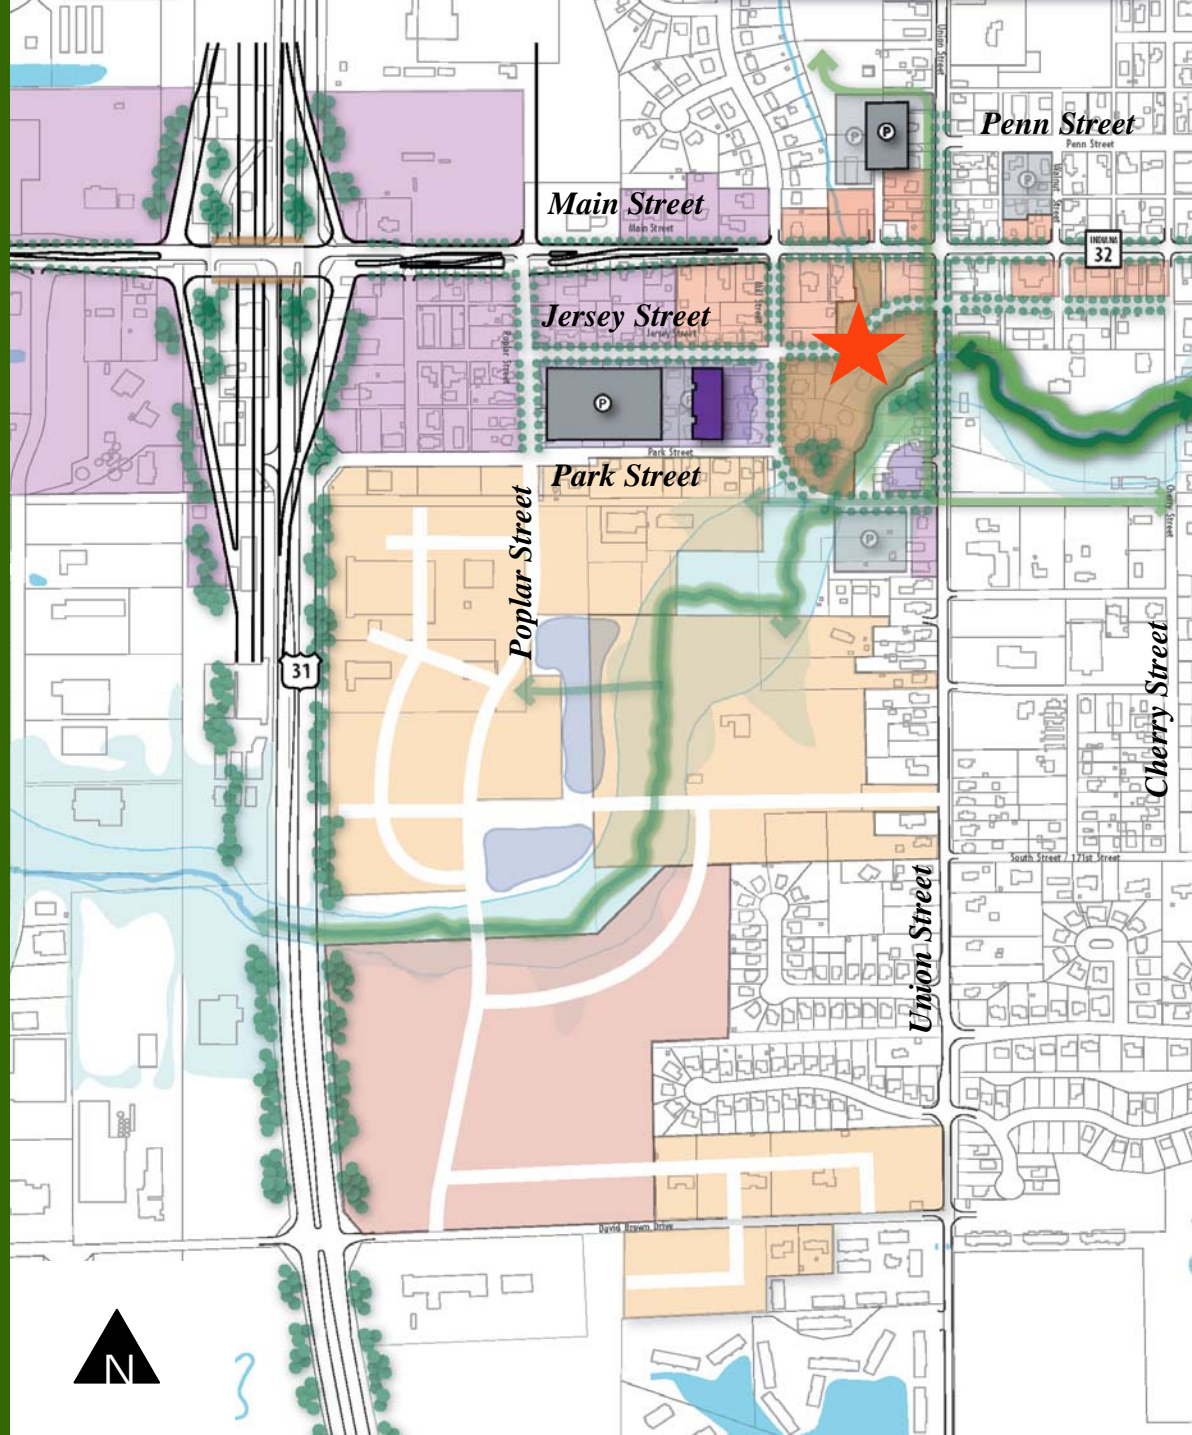 Union Street
Penn Street
Penn Street
P
P
P
Walnut Street
Main Street
Main Street
INDIANA
32
Mill Street
Jersey Street
Jersey Street
Poplar Street
P
P
Park Street
Park Street
Cherry Street
Poplar Street
P
31
Cherry Street
South Street / 171st Street
Union Street
David Brown Drive
N